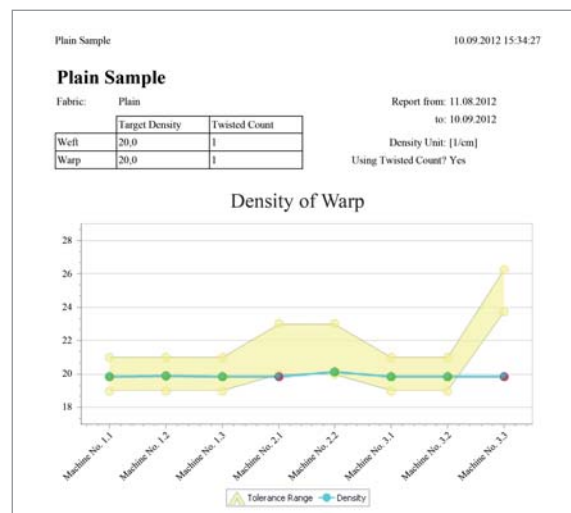 Plain Sample 10.09.2012 15:34:27
Plain Sample
Fabric: Plain
Report from: 11.08.2012
to: 10.09.2012
Target Density Twisted Count
Weft 20,0 1
Warp 20,0 1
Density Unit: [1/cm]
Using Twisted Count? Yes
Density of Warp
28
26
24
22
20
18
Machine No. 1.1
Machine No. 1.2
Machine No. 1.3
Machine No. 2.1
Machine No. 2.2
Machine No. 3.1
Machine No. 3.2
Machine No. 3.3
Tolerance Range Density